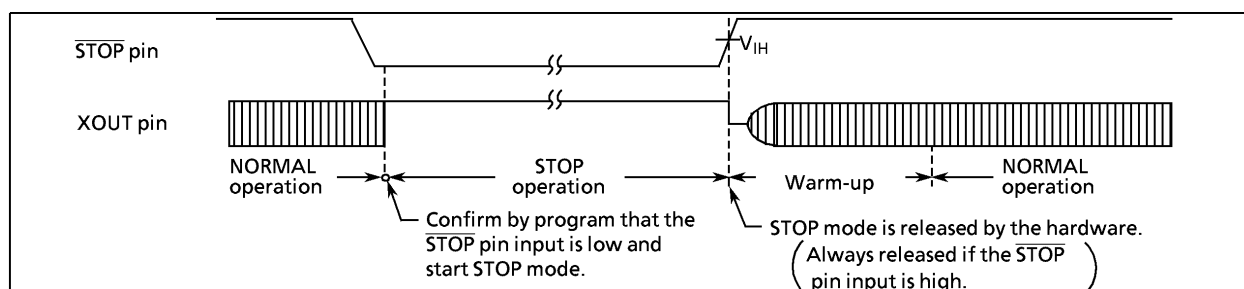 STOP pin
VIH
XOUT pin
NORMAL
operation
STOP
operation
Warm-up
NORMAL
operation
Confirm by program that the
STOP pin input is low and
start STOP mode.
STOP mode is released by the hardware.
(Always released if the STOP
pin input is high.)